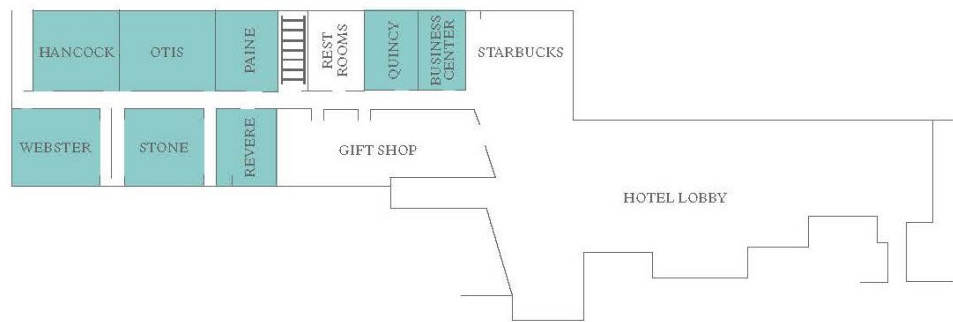 HANCOCK
OTIS
PAINE
REST
ROOMS
QUINCY
BUSINESS
CENTER
STARBUCKS
WEBSTER
STONE
REVERE
GIFT SHOP
HOTEL LOBBY